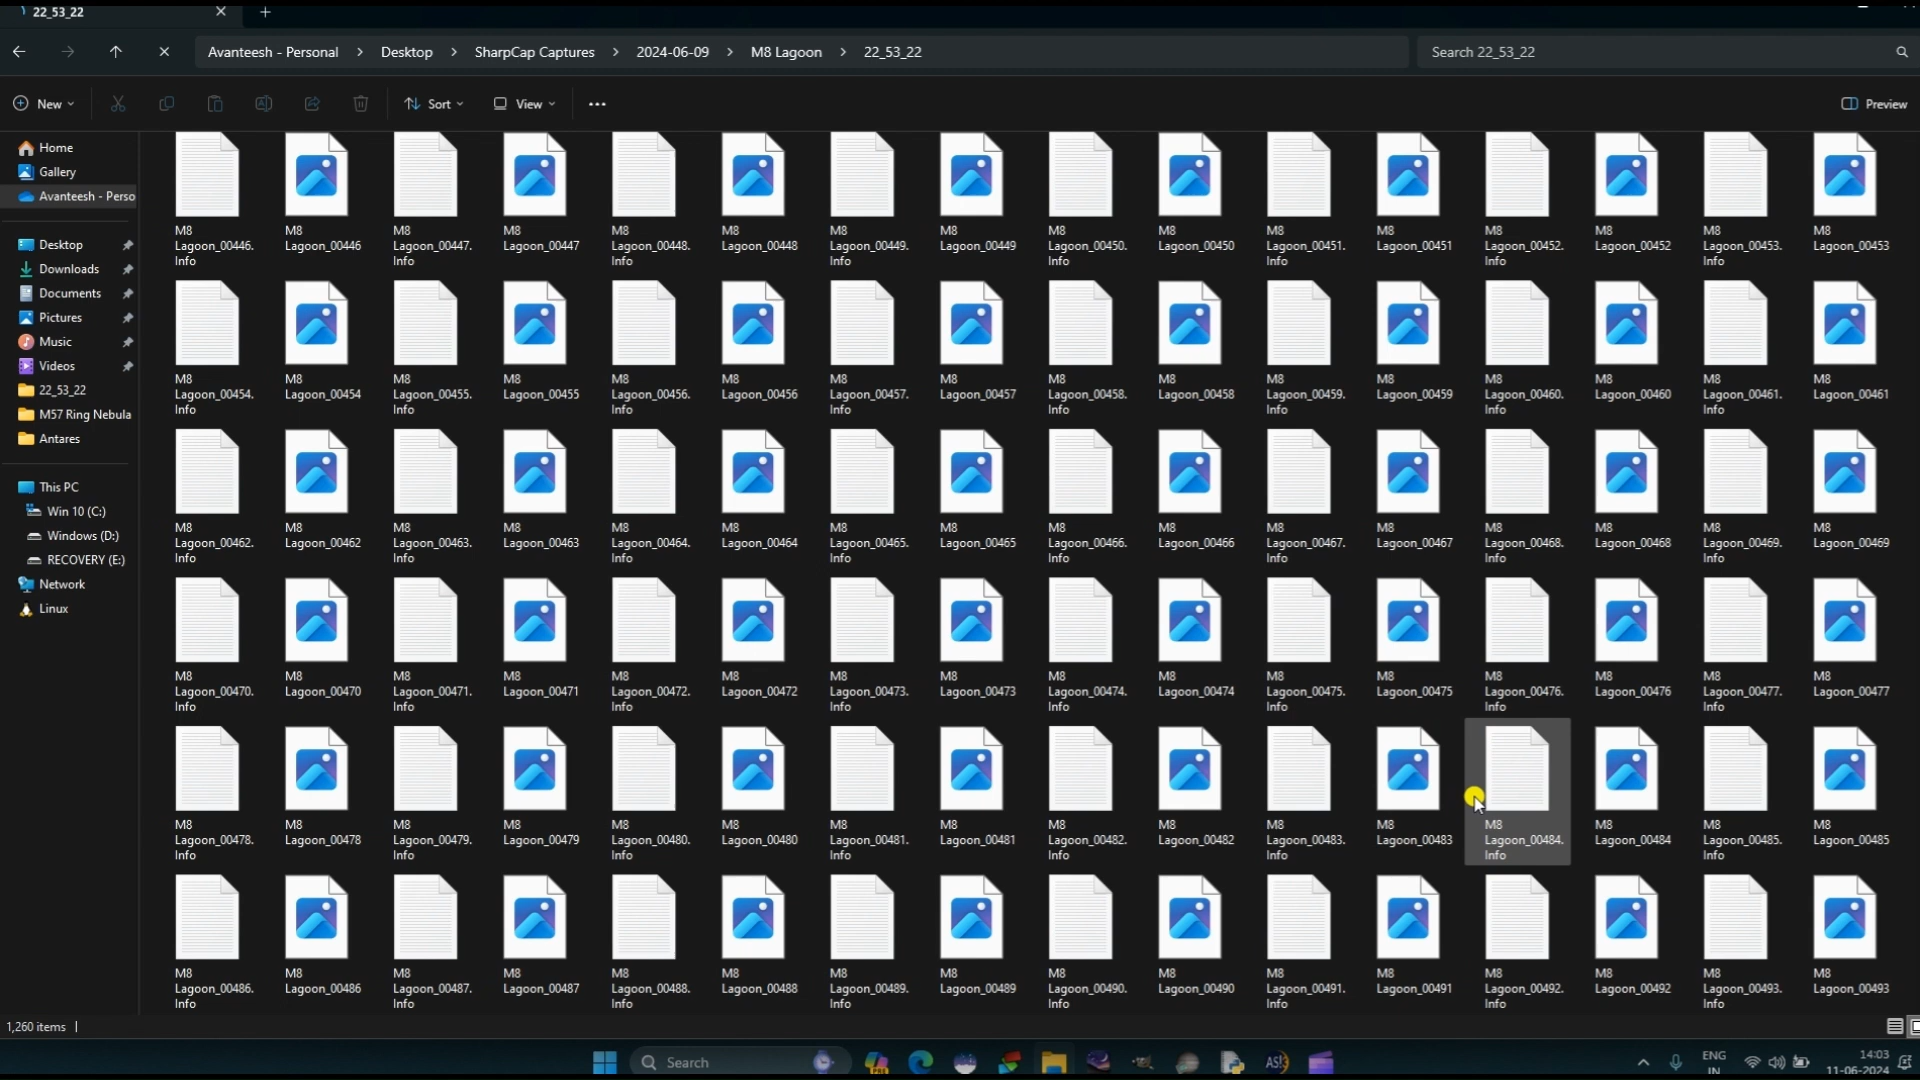 22_53_22
Avanteesh - Personal > Desktop > SharpCap Captures > 2024-06-09 > M8 Lagoon > 22_53_22
Search 22_53_22
New
Sort
View
Preview
Home
Gallery
Avanteesh - Perso
Desktop
Downloads
Documents
Pictures
Music
Videos
22_53_22
M57 Ring Nebula
Antares
This PC
Win 10 (C:)
Windows (D:)
RECOVERY (E:)
Network
Linux
M8 M8 M8 M8 M8 M8 M8 M8 M8 M8 M8 M8 M8 M8 M8 M8
Lagoon_00446. Lagoon_00446 Lagoon_00447. Lagoon_00447 Lagoon_00448. Lagoon_00448 Lagoon_00449. Lagoon_00449 Lagoon_00450. Lagoon_00450 Lagoon_00451. Lagoon_00451 Lagoon_00452. Lagoon_00452 Lagoon_00453. Lagoon_00453
Info Info Info Info Info Info Info Info
M8 M8 M8 M8 M8 M8 M8 M8 M8 M8 M8 M8 M8 M8 M8 M8
Lagoon_00454. Lagoon_00454 Lagoon_00455. Lagoon_00455 Lagoon_00456. Lagoon_00456 Lagoon_00457. Lagoon_00457 Lagoon_00458. Lagoon_00458 Lagoon_00459. Lagoon_00459 Lagoon_00460. Lagoon_00460 Lagoon_00461. Lagoon_00461
Info Info Info Info Info Info Info Info
M8 M8 M8 M8 M8 M8 M8 M8 M8 M8 M8 M8 M8 M8 M8 M8
Lagoon_00462. Lagoon_00462 Lagoon_00463. Lagoon_00463 Lagoon_00464. Lagoon_00464 Lagoon_00465. Lagoon_00465 Lagoon_00466. Lagoon_00466 Lagoon_00467. Lagoon_00467 Lagoon_00468. Lagoon_00468 Lagoon_00469. Lagoon_00469
Info Info Info Info Info Info Info Info
M8 M8 M8 M8 M8 M8 M8 M8 M8 M8 M8 M8 M8 M8 M8 M8
Lagoon_00470. Lagoon_00470 Lagoon_00471. Lagoon_00471 Lagoon_00472. Lagoon_00472 Lagoon_00473. Lagoon_00473 Lagoon_00474. Lagoon_00474 Lagoon_00475. Lagoon_00475 Lagoon_00476. Lagoon_00476 Lagoon_00477. Lagoon_00477
Info Info Info Info Info Info Info Info
M8 M8 M8 M8 M8 M8 M8 M8 M8 M8 M8 M8 M8 M8 M8 M8
Lagoon_00478. Lagoon_00478 Lagoon_00479. Lagoon_00479 Lagoon_00480. Lagoon_00480 Lagoon_00481. Lagoon_00481 Lagoon_00482. Lagoon_00482 Lagoon_00483. Lagoon_00483 Lagoon_00484. Lagoon_00484 Lagoon_00485. Lagoon_00485
Info Info Info Info Info Info Info Info
M8 M8 M8 M8 M8 M8 M8 M8 M8 M8 M8 M8 M8 M8 M8 M8
Lagoon_00486. Lagoon_00486 Lagoon_00487. Lagoon_00487 Lagoon_00488. Lagoon_00488 Lagoon_00489. Lagoon_00489 Lagoon_00490. Lagoon_00490 Lagoon_00491. Lagoon_00491 Lagoon_00492. Lagoon_00492 Lagoon_00493. Lagoon_00493
Info Info Info Info Info Info Info Info
1,260 items
Search
PRE
AS!3
ENG
IN
14:03
11-06-2024